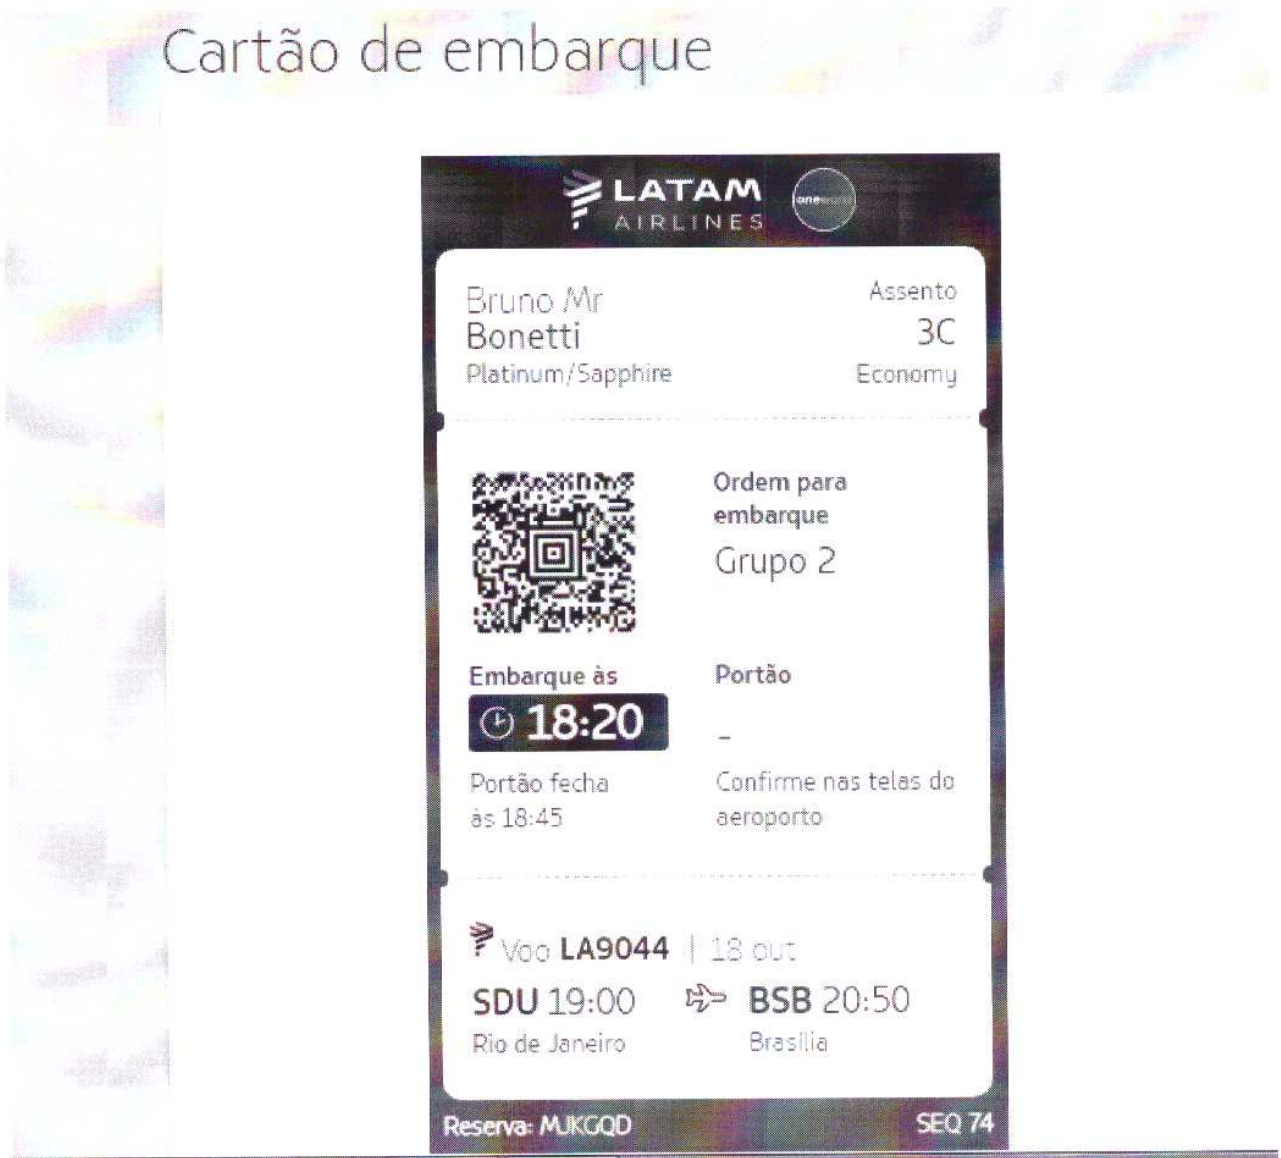 Cartão de embarque
LATAM
AIRLINES
oneworld
Bruno Mr
Bonetti
Platinum/Sapphire
Assento
3C
Economy
Ordem para
embarque
Grupo 2
Embarque às
18:20
Portão fecha
às 18:45
Portão
-
Confirme nas telas do
aeroporto
Voo LA9044 | 18 out
SDU 19:00 BSB 20:50
Rio de Janeiro Brasília
Reserva: MJKGQD SEQ 74